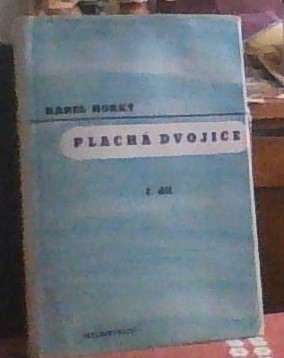 KAREL HORKÝ
PLACHÁ DVOJICE
I. díl